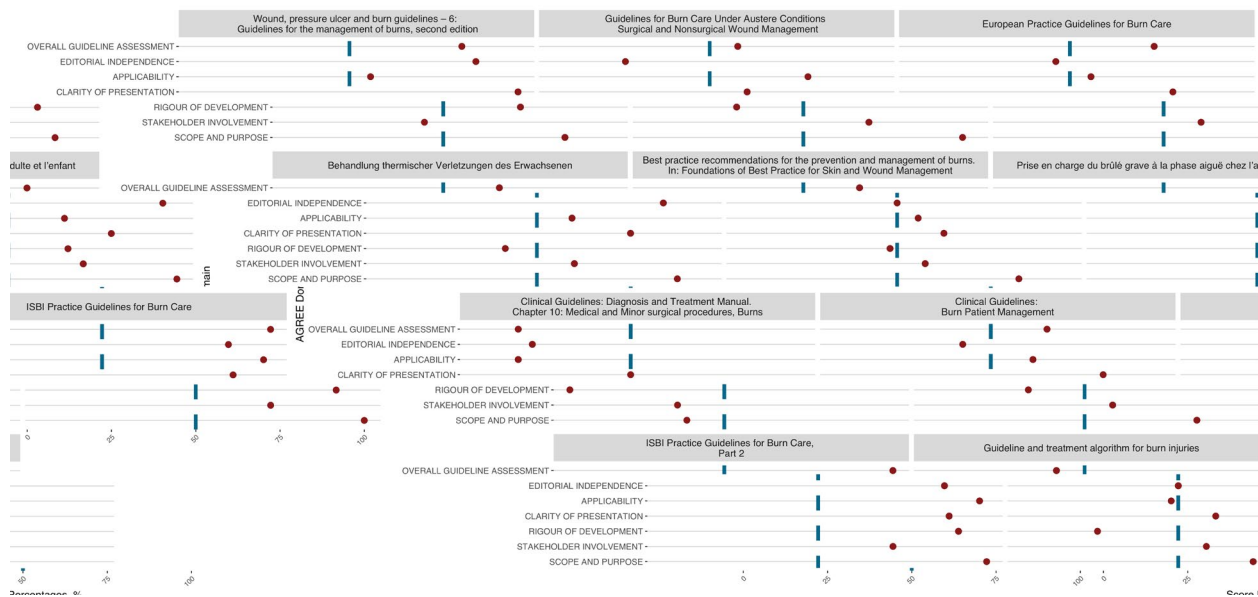 Wound, pressure ulcer and burn guidelines – 6:
Guidelines for the management of burns, second edition
Guidelines for Burn Care Under Austere Conditions
Surgical and Nonsurgical Wound Management
European Practice Guidelines for Burn Care
OVERALL GUIDELINE ASSESSMENT
EDITORIAL INDEPENDENCE
APPLICABILITY
CLARITY OF PRESENTATION
RIGOUR OF DEVELOPMENT
STAKEHOLDER INVOLVEMENT
SCOPE AND PURPOSE
dulte et l'enfant
Behandlung thermischer Verletzungen des Erwachsenen
Best practice recommendations for the prevention and management of burns.
In: Foundations of Best Practice for Skin and Wound Management
Prise en charge du brûlé grave à la phase aiguë chez l'a
OVERALL GUIDELINE ASSESSMENT
EDITORIAL INDEPENDENCE
APPLICABILITY
CLARITY OF PRESENTATION
RIGOUR OF DEVELOPMENT
STAKEHOLDER INVOLVEMENT
SCOPE AND PURPOSE
main
AGREE Do
ISBI Practice Guidelines for Burn Care
Clinical Guidelines: Diagnosis and Treatment Manual.
Chapter 10: Medical and Minor surgical procedures, Burns
Clinical Guidelines:
Burn Patient Management
OVERALL GUIDELINE ASSESSMENT
EDITORIAL INDEPENDENCE
APPLICABILITY
CLARITY OF PRESENTATION
RIGOUR OF DEVELOPMENT
STAKEHOLDER INVOLVEMENT
SCOPE AND PURPOSE
0 25 50 75 100
ISBI Practice Guidelines for Burn Care,
Part 2
Guideline and treatment algorithm for burn injuries
OVERALL GUIDELINE ASSESSMENT
EDITORIAL INDEPENDENCE
APPLICABILITY
CLARITY OF PRESENTATION
RIGOUR OF DEVELOPMENT
STAKEHOLDER INVOLVEMENT
SCOPE AND PURPOSE
50 75 100 0 25 50 75 100 0 25
Percentages, %
Score